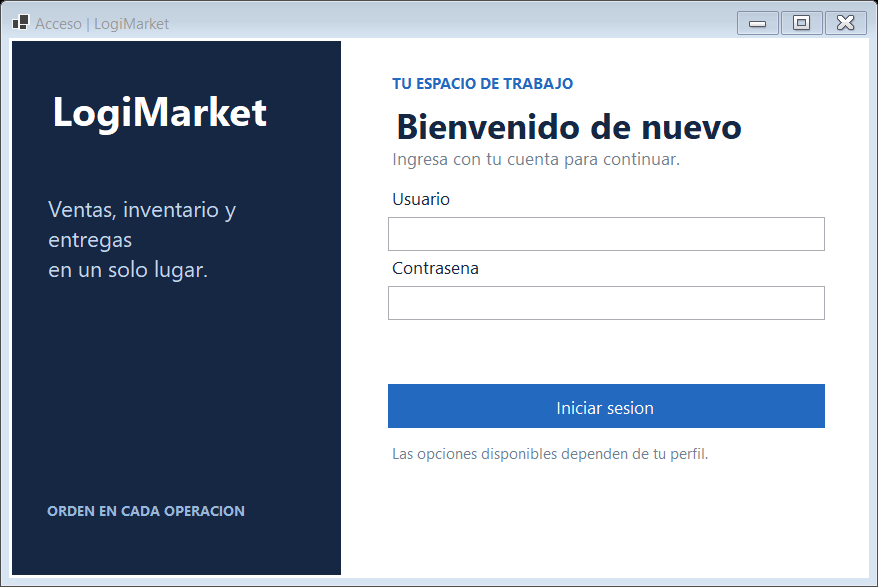 Acceso | LogiMarket
LogiMarket
Ventas, inventario y
entregas
en un solo lugar.
ORDEN EN CADA OPERACION
TU ESPACIO DE TRABAJO
Bienvenido de nuevo
Ingresa con tu cuenta para continuar.
Usuario
Contrasena
Iniciar sesion
Las opciones disponibles dependen de tu perfil.